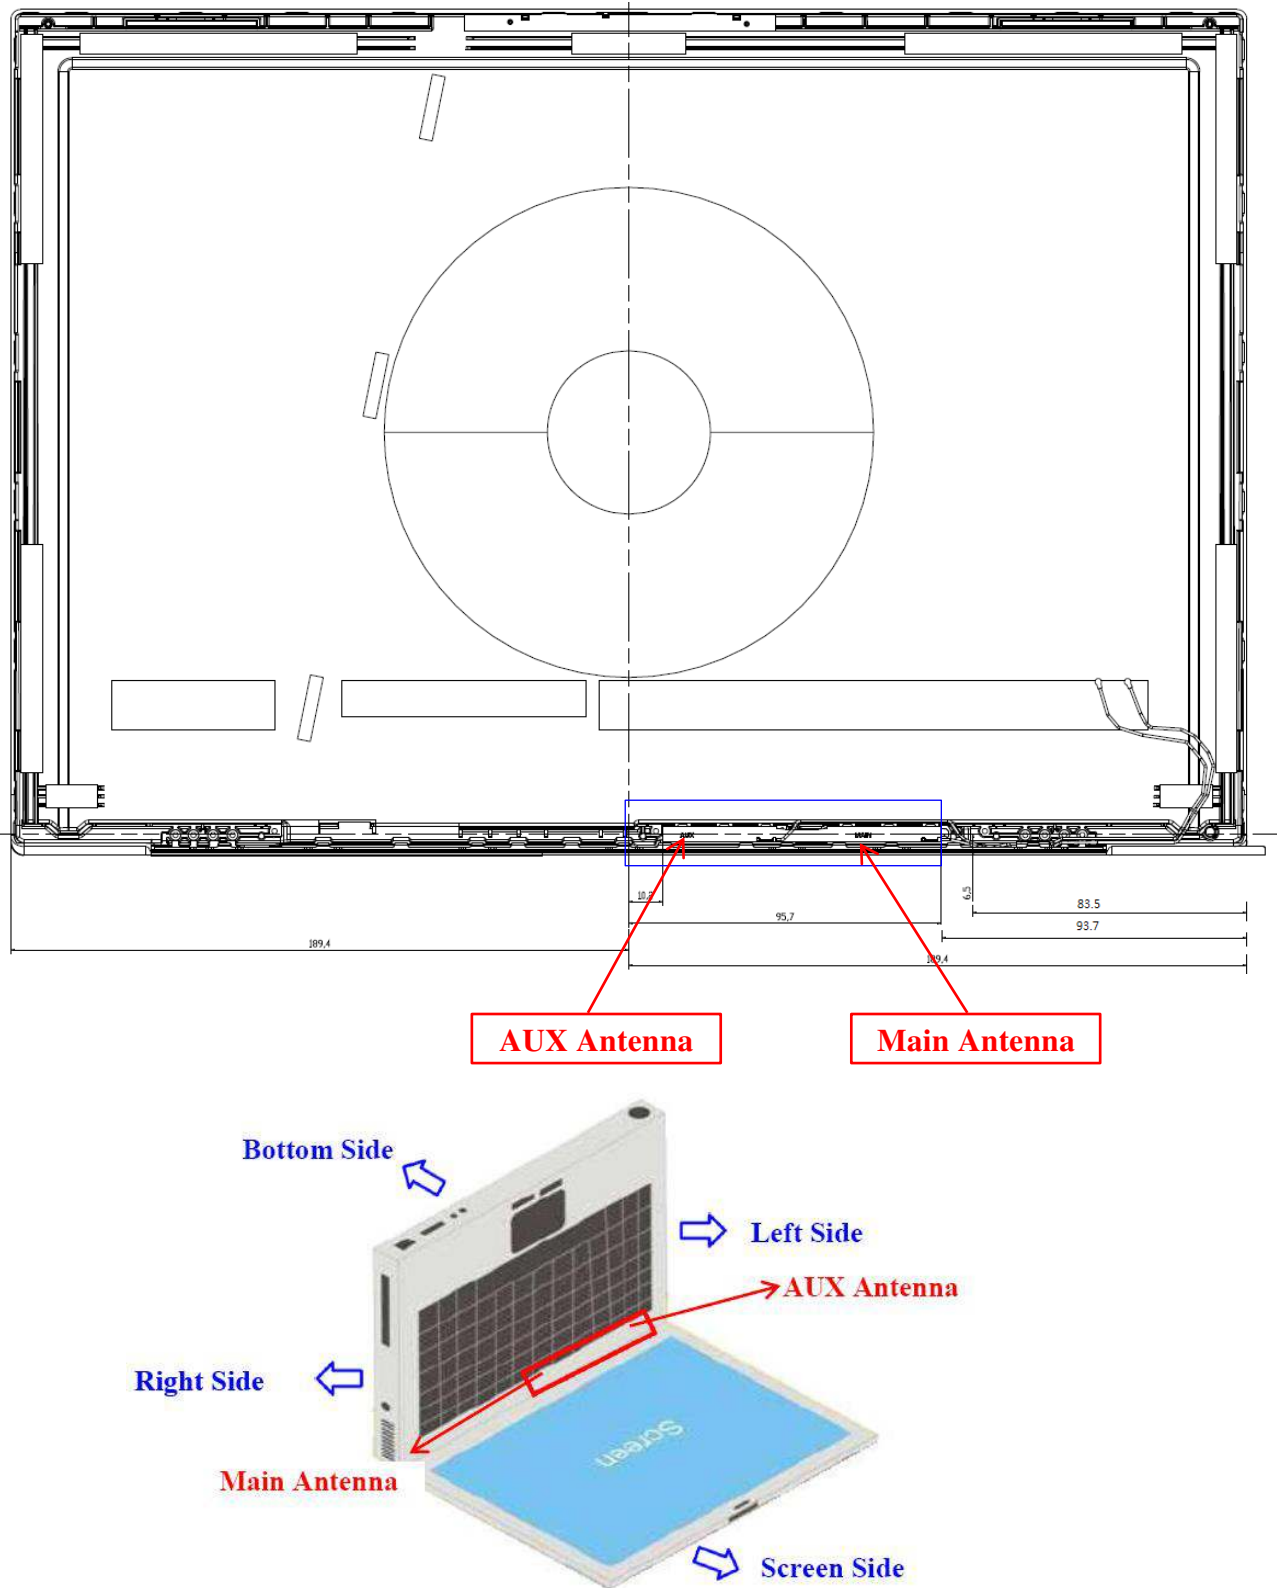 AUX
MAIN
10,2
6,5
83.5
95,7
93.7
189,4
189,4
AUX Antenna
Main Antenna
Bottom Side
Left Side
AUX Antenna
Right Side
Screen
Main Antenna
Screen Side